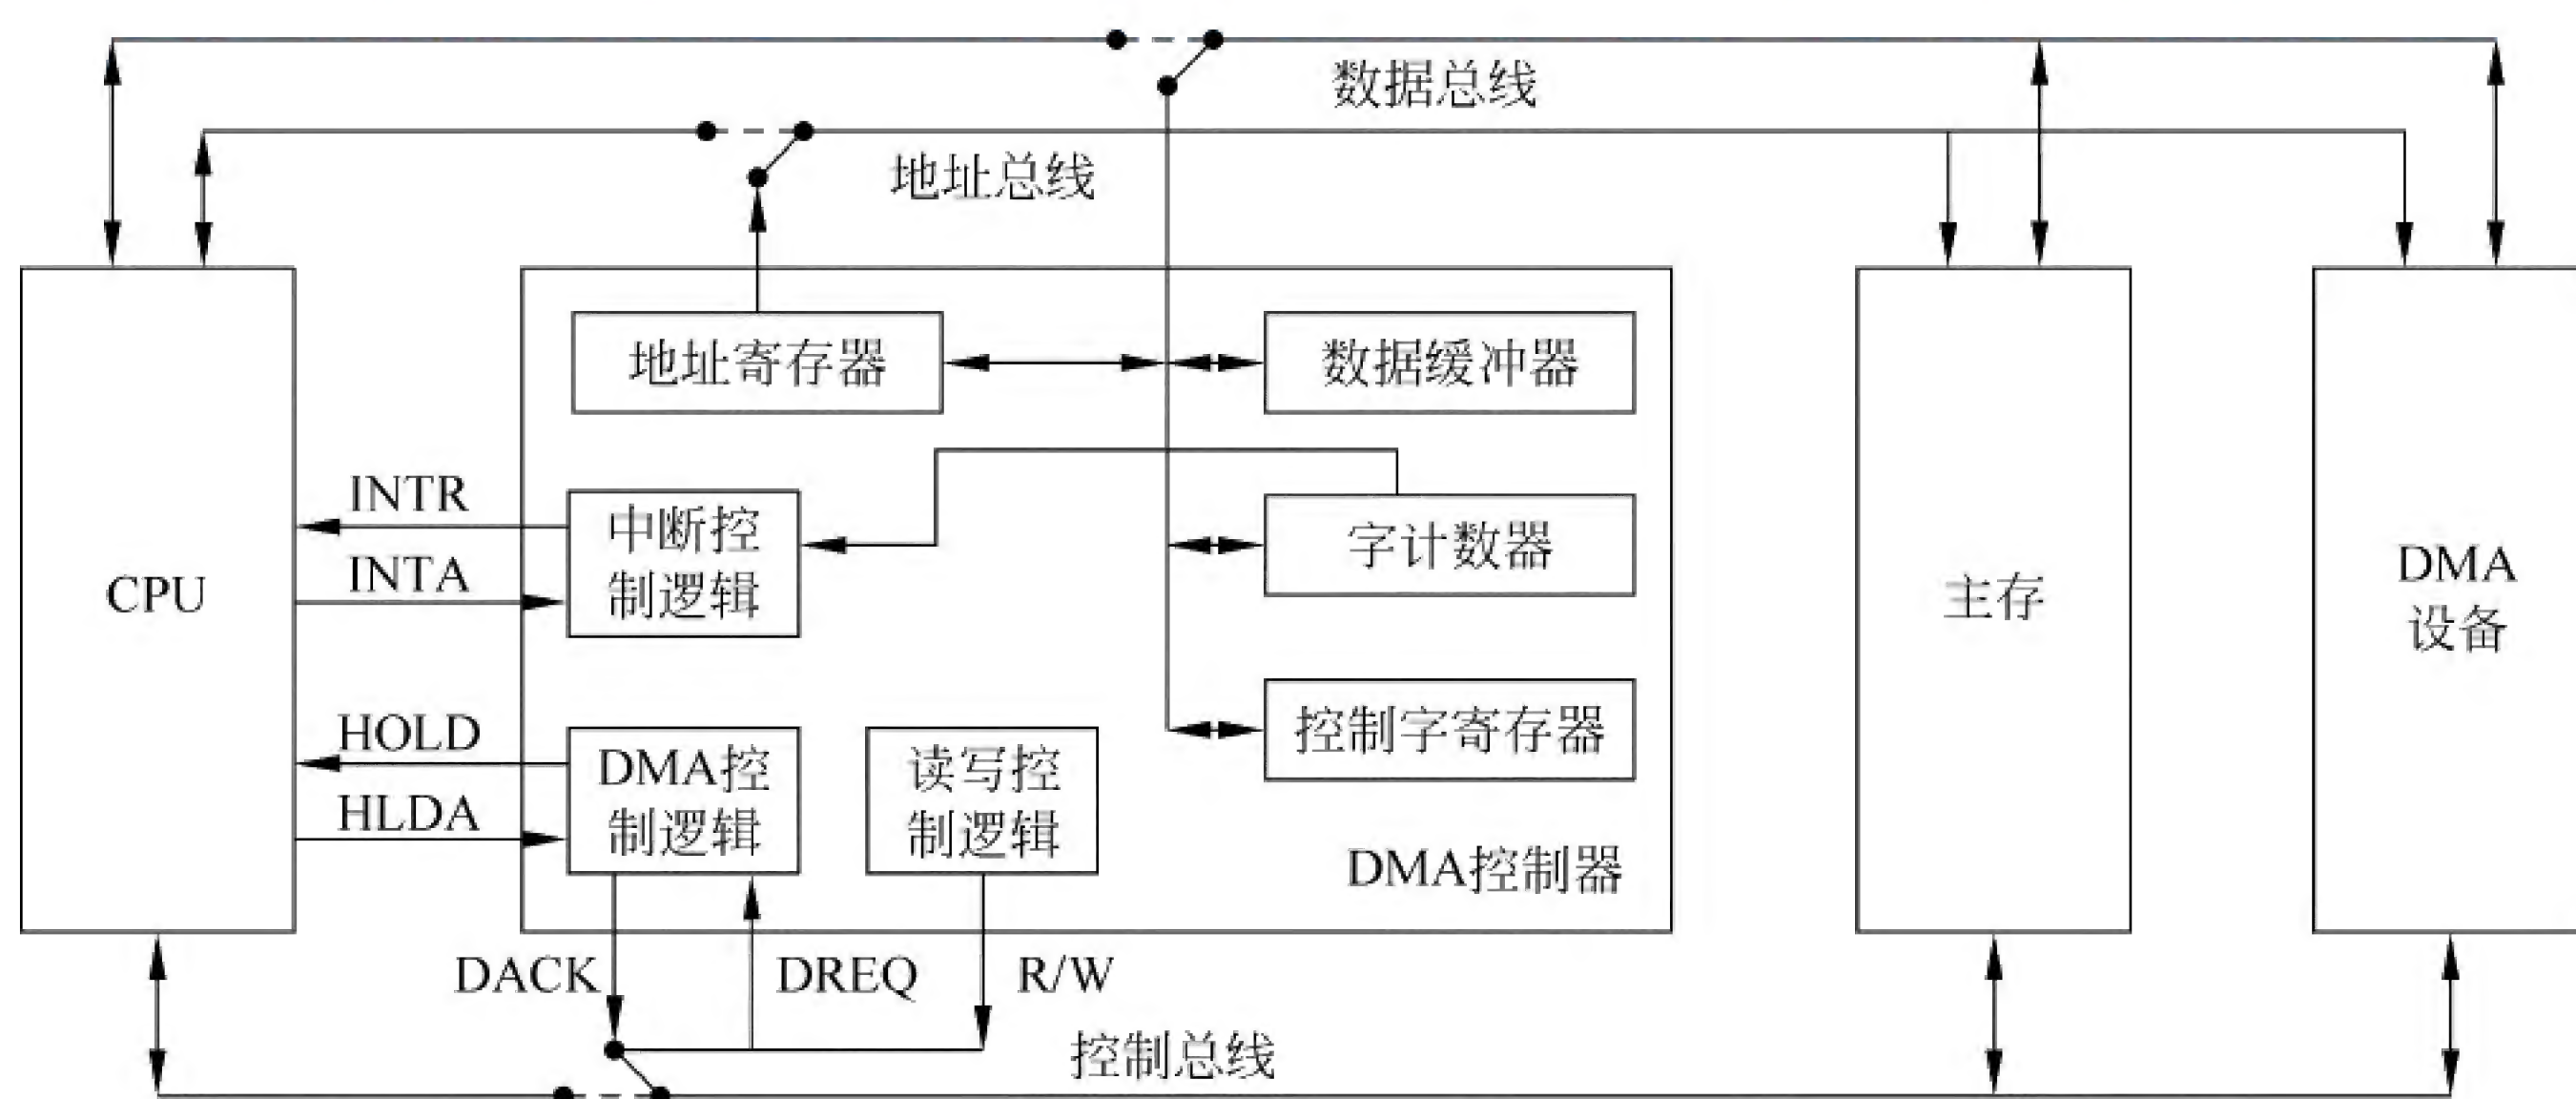 数据总线
地址总线
地址寄存器
数据缓冲器
INTR
中断控
制逻辑
INTA
字计数器
CPU
主存
DMA
设备
HOLD
DMA控
制逻辑
HLDA
读写控
制逻辑
控制字寄存器
DMA控制器
DACK
DREQ
R/W
控制总线